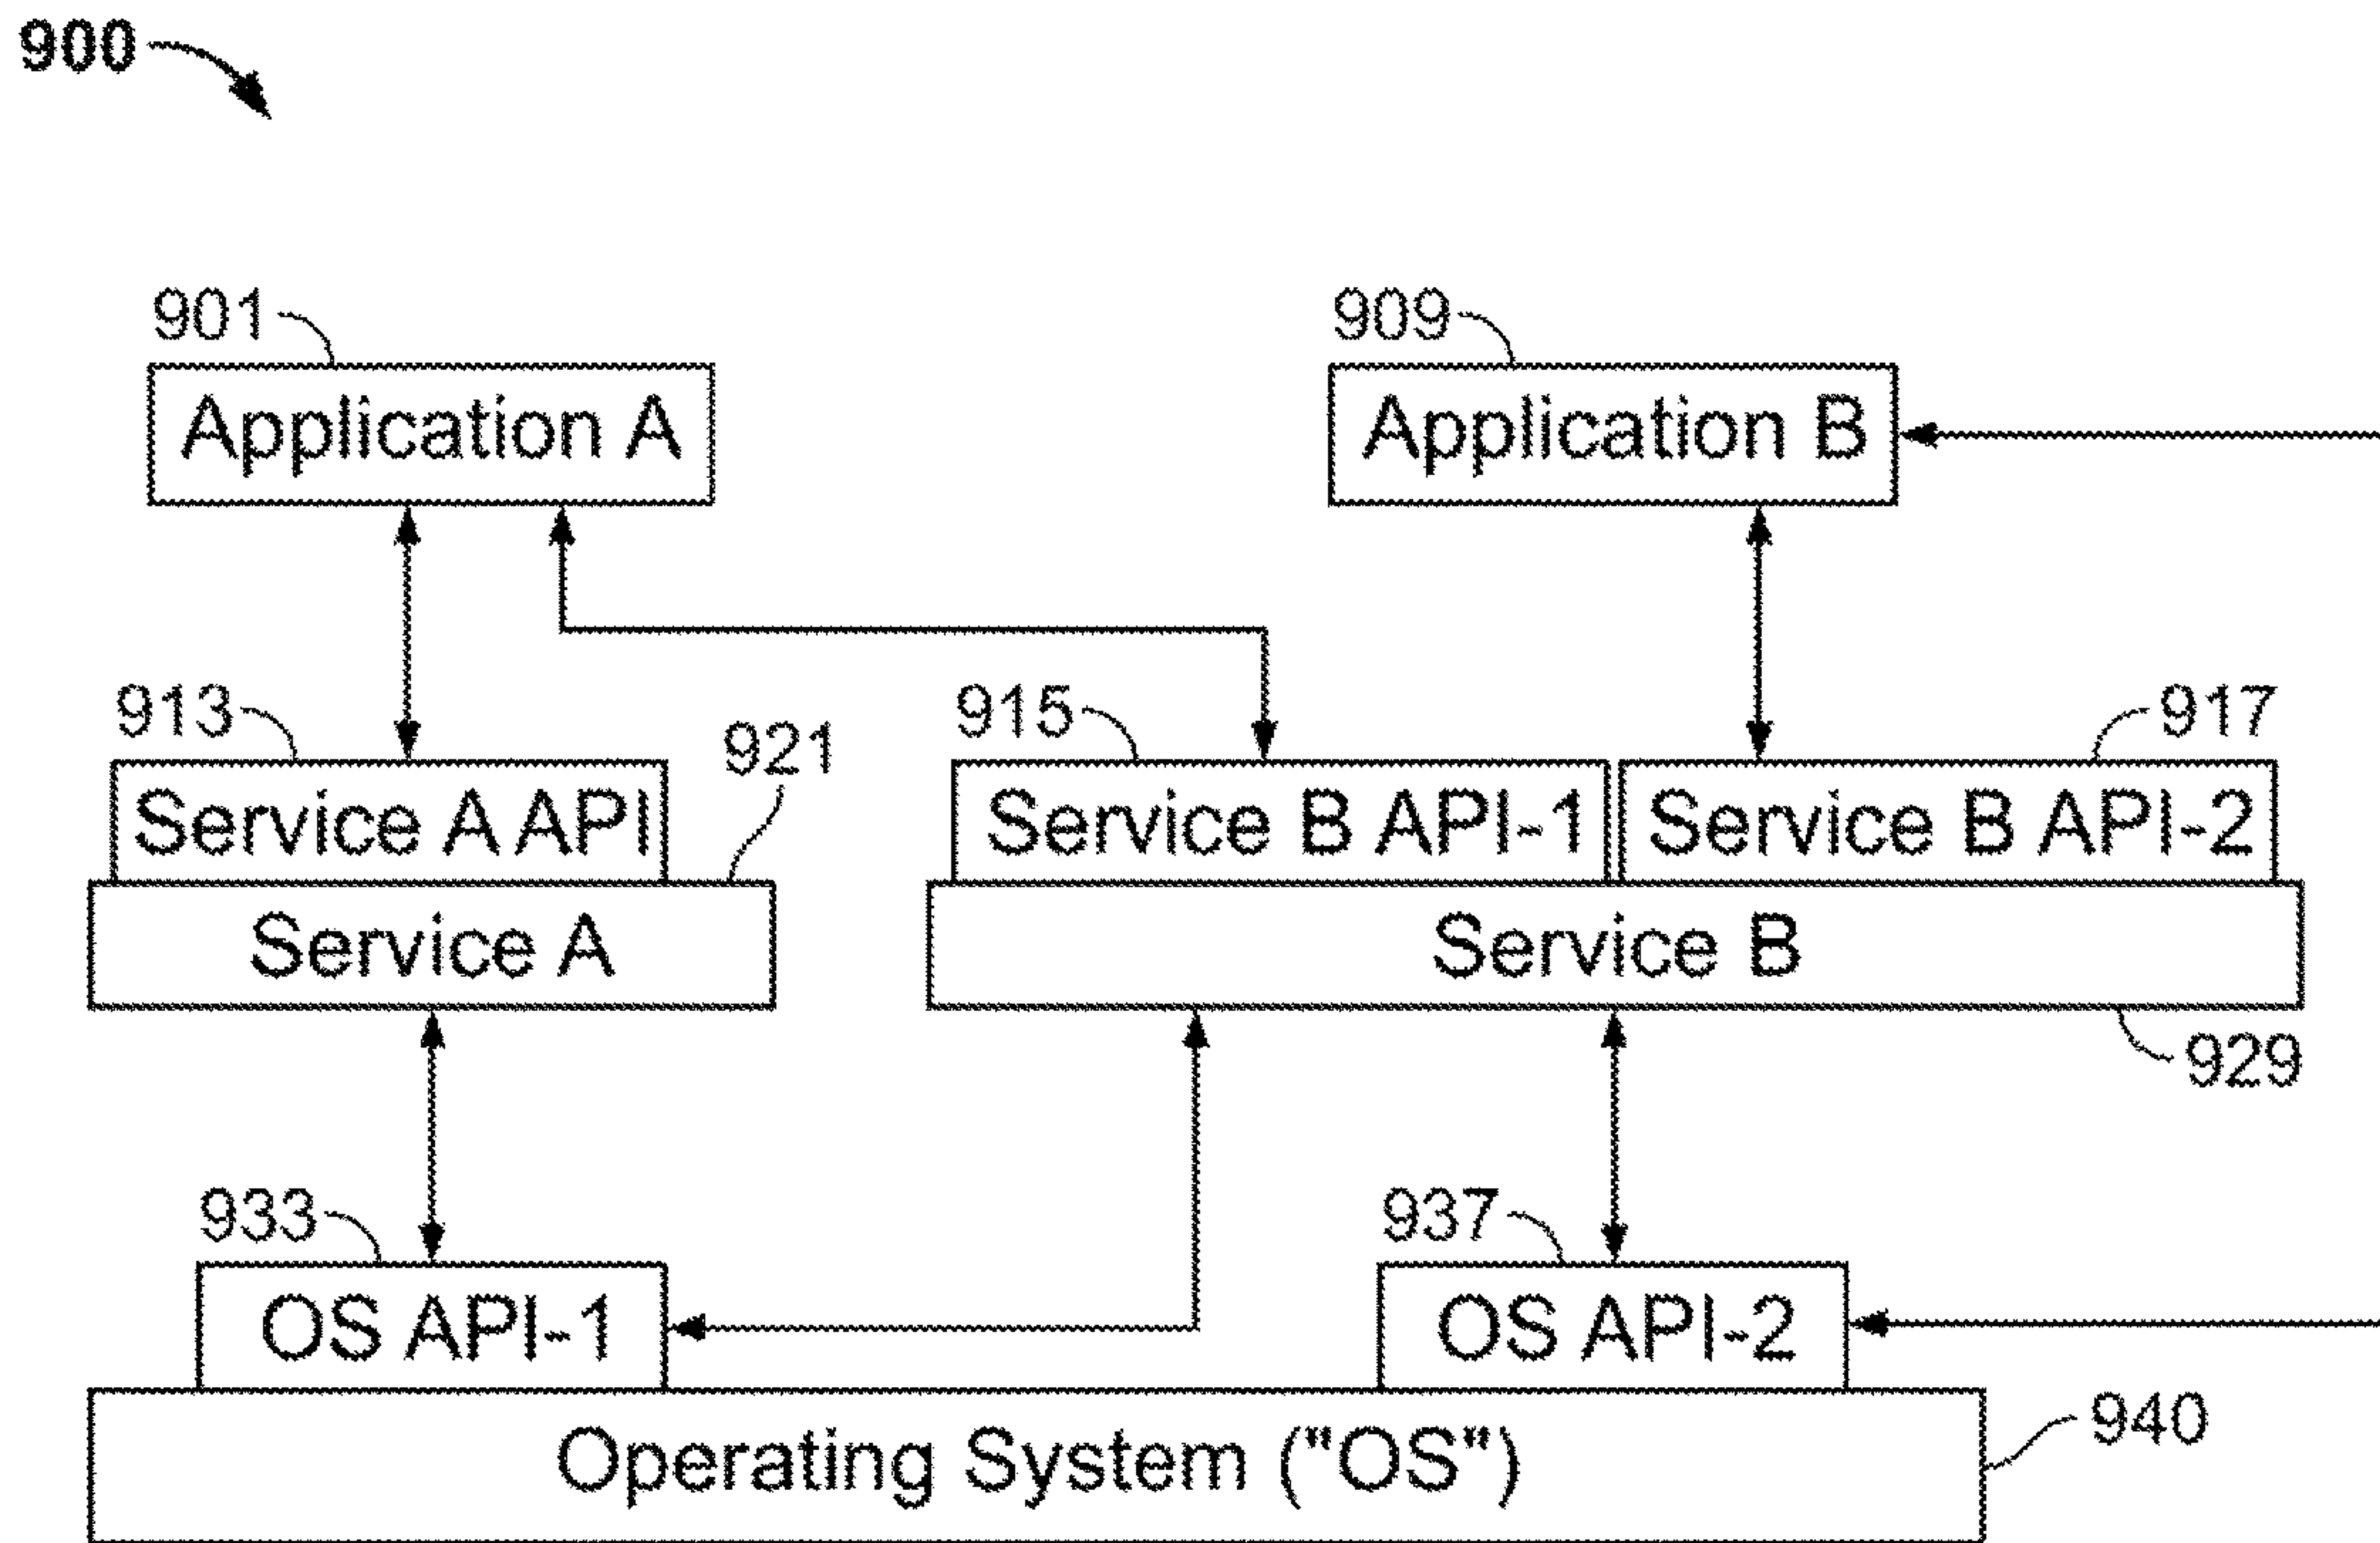 900
901
909
Application A
Application B
913
921
915
917
Service A API
Service B API-1
Service B API-2
Service A
Service B
929
933
937
OS API-1
OS API-2
940
Operating System ("OS")